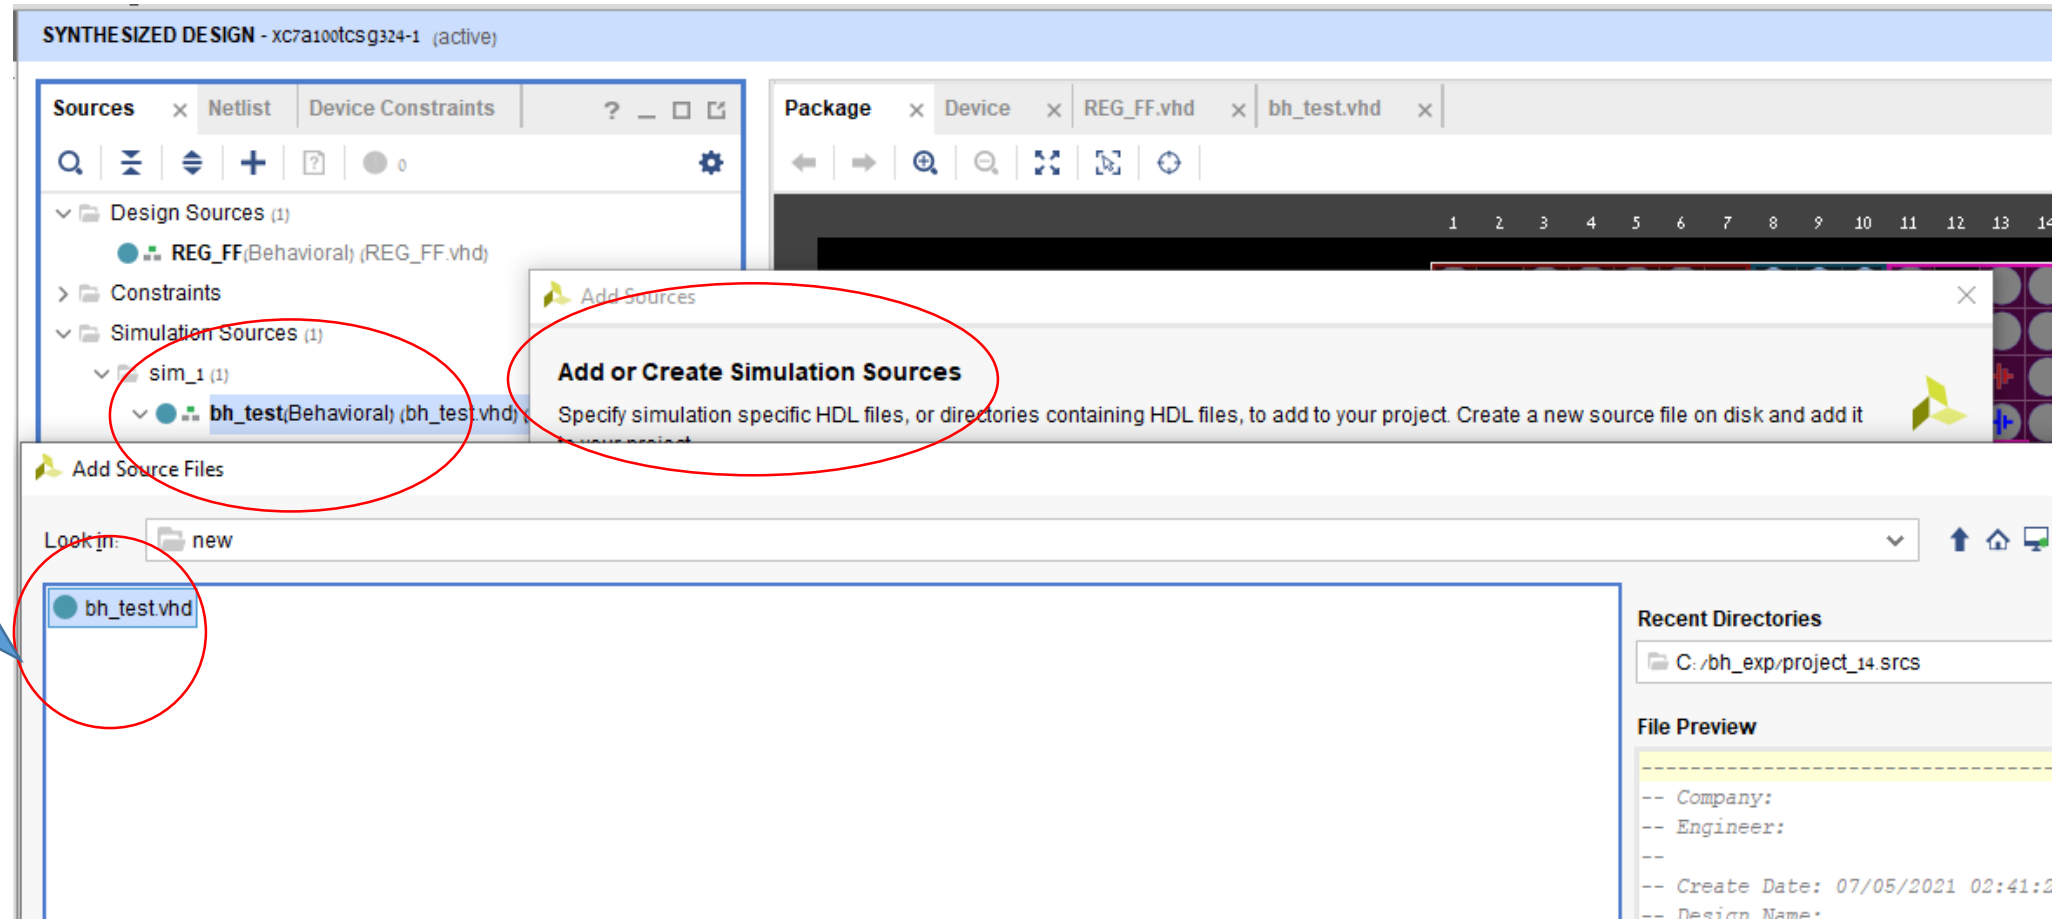 SYNTHESIZED DESIGN - xc7a100tcsg324-1 (active)
Sources Netlist Device Constraints
0
Design Sources (1)
REG_FF(Behavioral) (REG_FF.vhd)
Constraints
Simulation Sources (1)
sim_1 (1)
bh_test(Behavioral) (bh_test.vhd) (
Package Device REG_FF.vhd bh_test.vhd
1 2 3 4 5 6 7 8 9 10 11 12 13 14
Add Sources
Add or Create Simulation Sources
Specify simulation specific HDL files, or directories containing HDL files, to add to your project. Create a new source file on disk and add it
to your project.
Add Source Files
Look in: new
bh_test.vhd
Recent Directories
C:/bh_exp/project_14.srcs
File Preview
--------------------------------------
-- Company:
-- Engineer:
--
-- Create Date: 07/05/2021 02:41:2
-- Design Name: